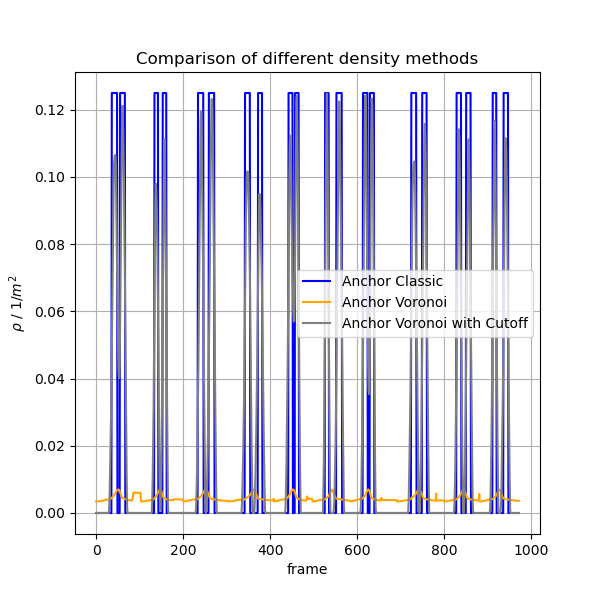 Comparison of different density methods
ρ / 1/m²
0.12
0.10
0.08
0.06
0.04
0.02
0.00
Anchor Classic
Anchor Voronoi
Anchor Voronoi with Cutoff
0 200 400 600 800 1000
frame